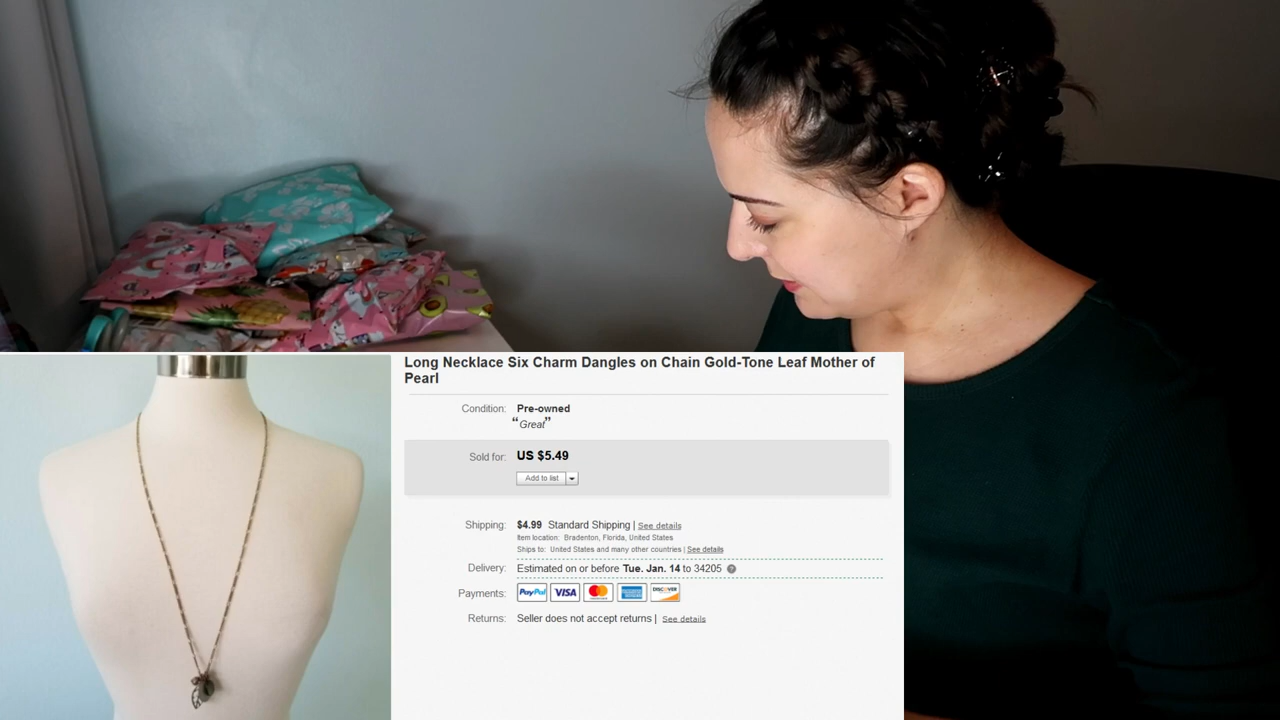 Long Necklace Six Charm Dangles on Chain Gold-Tone Leaf Mother of
Pearl
Condition: Pre-owned
“Great”
Sold for: US $5.49
Add to list
Shipping: $4.99 Standard Shipping | See details
Item location: Bradenton, Florida, United States
Ships to: United States and many other countries | See details
Delivery: Estimated on or before Tue. Jan. 14 to 34205 ?
Payments: PayPal VISA MasterCard AMERICAN EXPRESS DISCOVER
Returns: Seller does not accept returns | See details